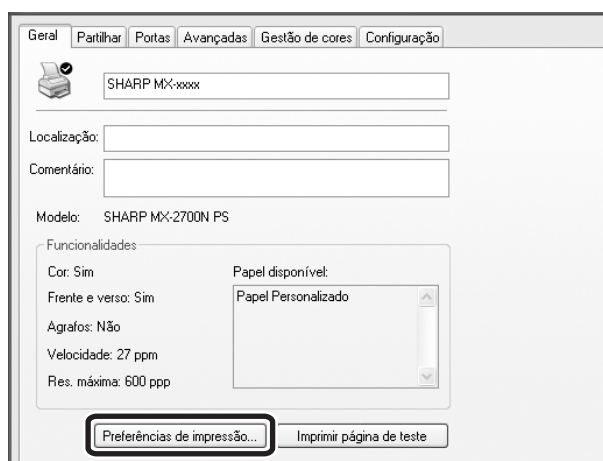 Geral Partilhar Portas Avançadas Gestão de cores Configuração
SHARP MX-xxxx
Localização:
Comentário:
Modelo: SHARP MX-2700N PS
Funcionalidades
Cor: Sim Papel disponível:
Frente e verso: Sim Papel Personalizado
Agrafos: Não
Velocidade: 27 ppm
Res. máxima: 600 ppp
Preferências de impressão... Imprimir página de teste